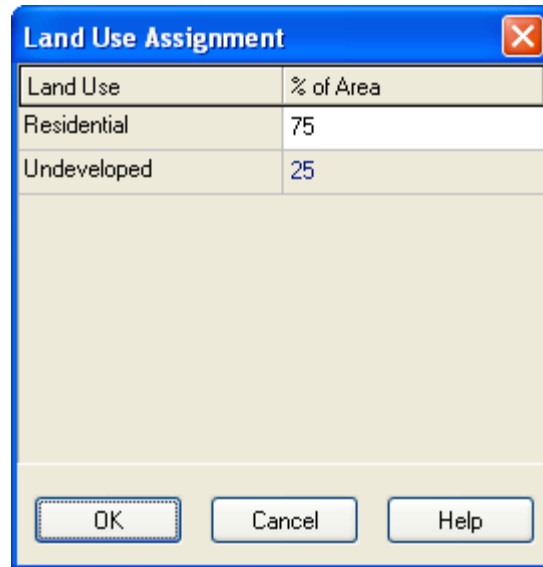 Land Use Assignment
Land Use % of Area
Residential 75
Undeveloped 25
OK Cancel Help